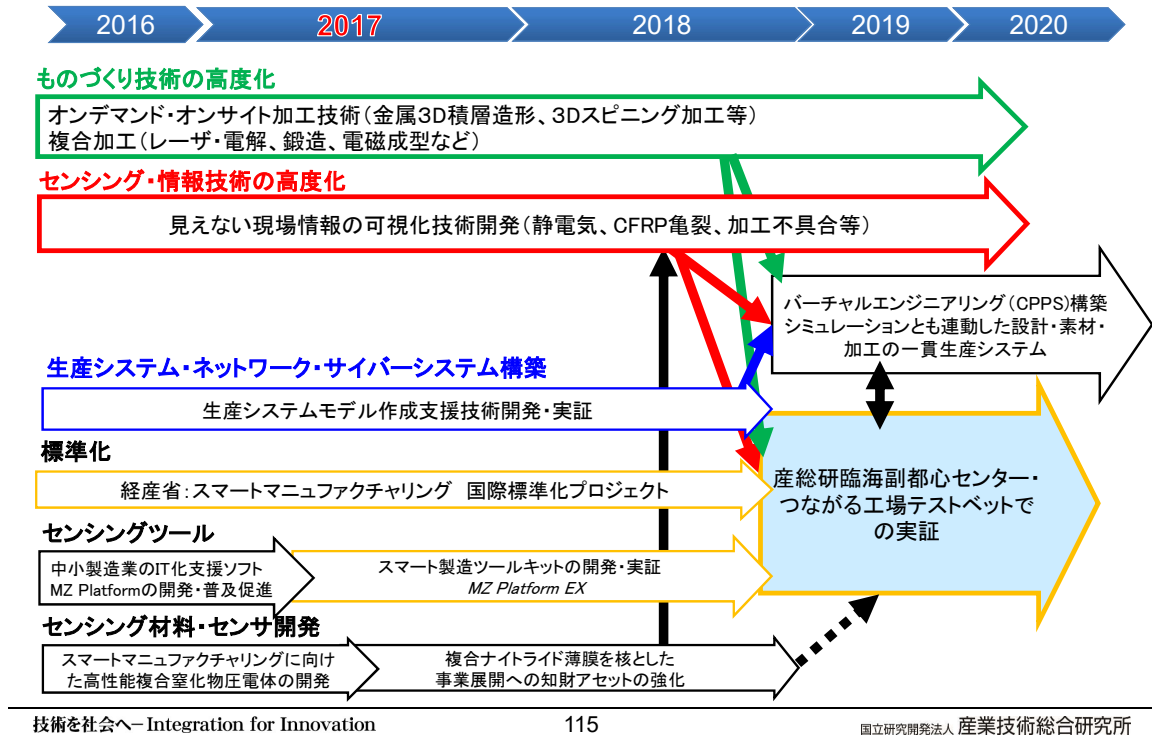 2016
2017
2018
2019
2020
ものづくり技術の高度化
オンデマンド・オンサイト加工技術（金属3D積層造形、3Dスピニング加工等）
複合加工（レーザ・電解、鍛造、電磁成型など）
センシング・情報技術の高度化
見えない現場情報の可視化技術開発（静電気、CFRP亀裂、加工不具合等）
バーチャルエンジニアリング（CPPS)構築
シミュレーションとも連動した設計・素材・
加工の一貫生産システム
生産システム・ネットワーク・サイバーシステム構築
生産システムモデル作成支援技術開発・実証
標準化
経産省：スマートマニュファクチャリング　国際標準化プロジェクト
産総研臨海副都心センター・
つながる工場テストベットで
の実証
センシングツール
中小製造業のIT化支援ソフト
MZ Platformの開発・普及促進
スマート製造ツールキットの開発・実証
MZ Platform EX
センシング材料・センサ開発
スマートマニュファクチャリングに向け
た高性能複合窒化物圧電体の開発
複合ナイトライド薄膜を核とした
事業展開への知財アセットの強化
技術を社会へ－Integration for Innovation
115
国立研究開発法人 産業技術総合研究所